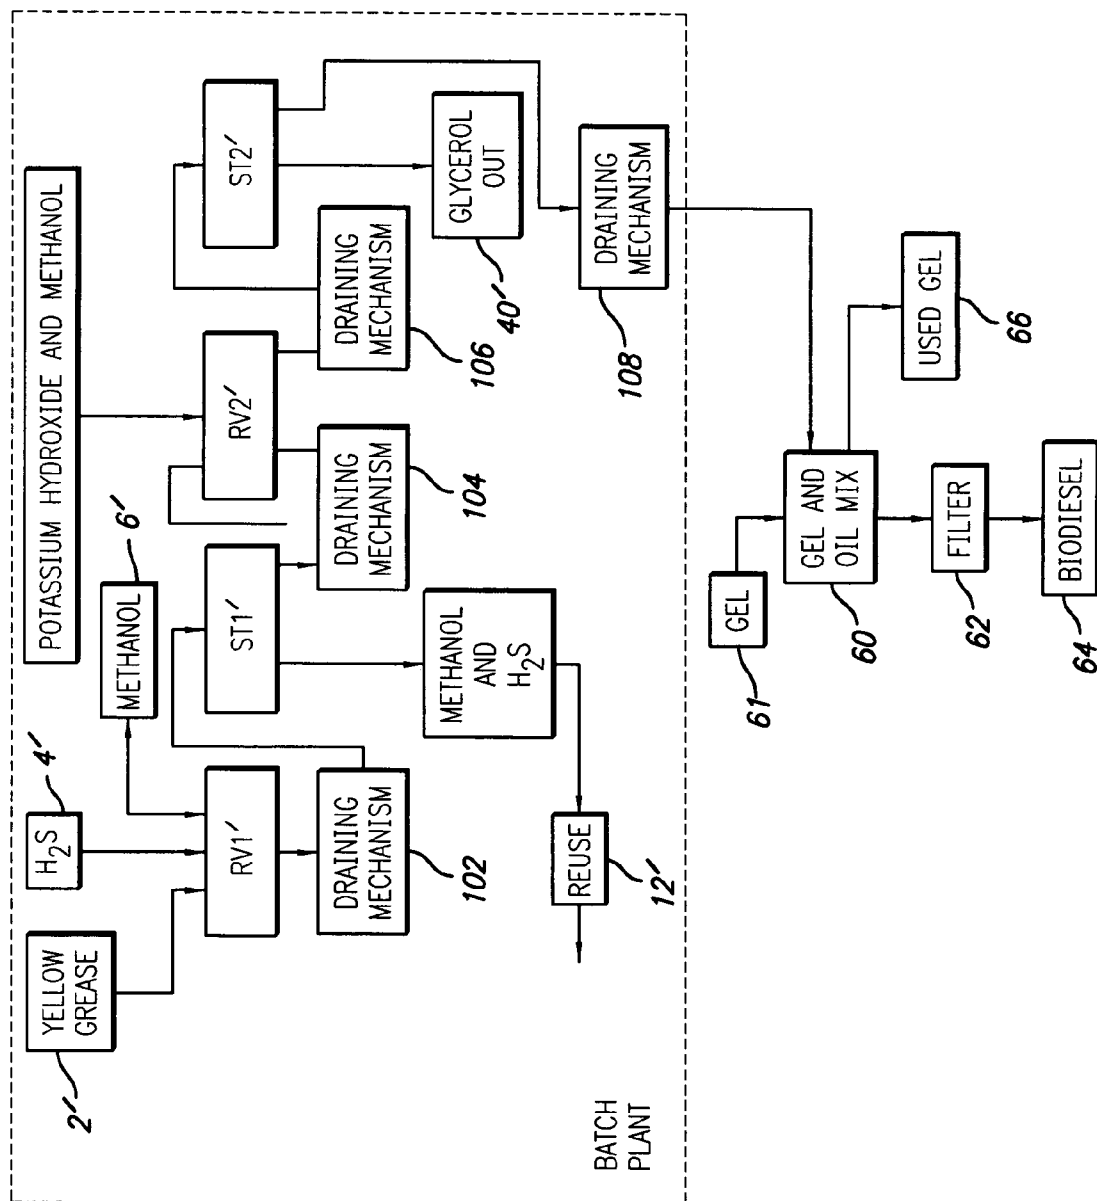 YELLOW
GREASE
2'
H₂S
4'
METHANOL
6'
POTASSIUM HYDROXIDE AND METHANOL
RV1'
ST1'
RV2'
ST2'
DRAINING
MECHANISM
102
DRAINING
MECHANISM
104
DRAINING
MECHANISM
106
METHANOL
AND
H₂S
GLYCEROL
OUT
40'
REUSE
12'
DRAINING
MECHANISM
108
BATCH
PLANT
GEL
61
GEL AND
OIL MIX
60
USED GEL
66
FILTER
62
BIODIESEL
64